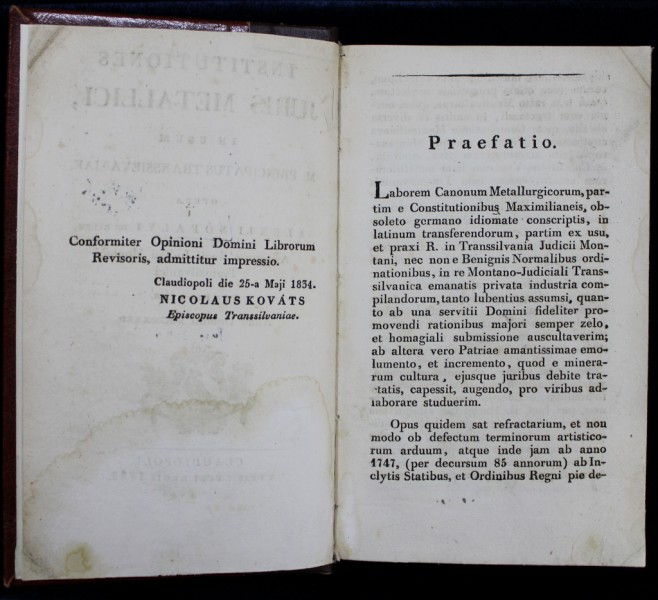 Conformiter Opinioni Domini Librorum
Revisoris, admittitur impressio.
Claudiopoli die 25-a Maji 1834.
NICOLAUS KOVÁTS
Episcopus Transsilvaniae.
Praefatio.
Laborem Canonum Metallurgicorum, par-
tim e Constitutionibus Maximilianeis, ob-
soleto germano idiomate conscriptis, in
latinum transferendorum, partim ex usu,
et praxi R. in Transsilvania Judicii Mon-
tani, nec non e Benignis Normalibus ordi-
nationibus, in re Montano-Judiciali Trans-
silvanica emanatis privata industria com-
pilandorum, tanto lubentius assumsi, quan-
to ab una servitii Domini fideliter pro-
movendi rationibus majori semper zelo,
et homagiali submissione auscultaverim;
ab altera vero Patriae amantissimae emo-
lumento, et incremento, quod e minera-
rum cultura, ejusque juribus debite tra-
tatis, capessit, augendo, pro viribus ad-
laborare studuerim.
Opus quidem sat refractarium, et non
modo ob defectum terminorum artistico-
rum arduum, atque inde jam ab anno
1747, (per decursum 85 annorum) ab In-
clytis Statibus, et Ordinibus Regni pie de-